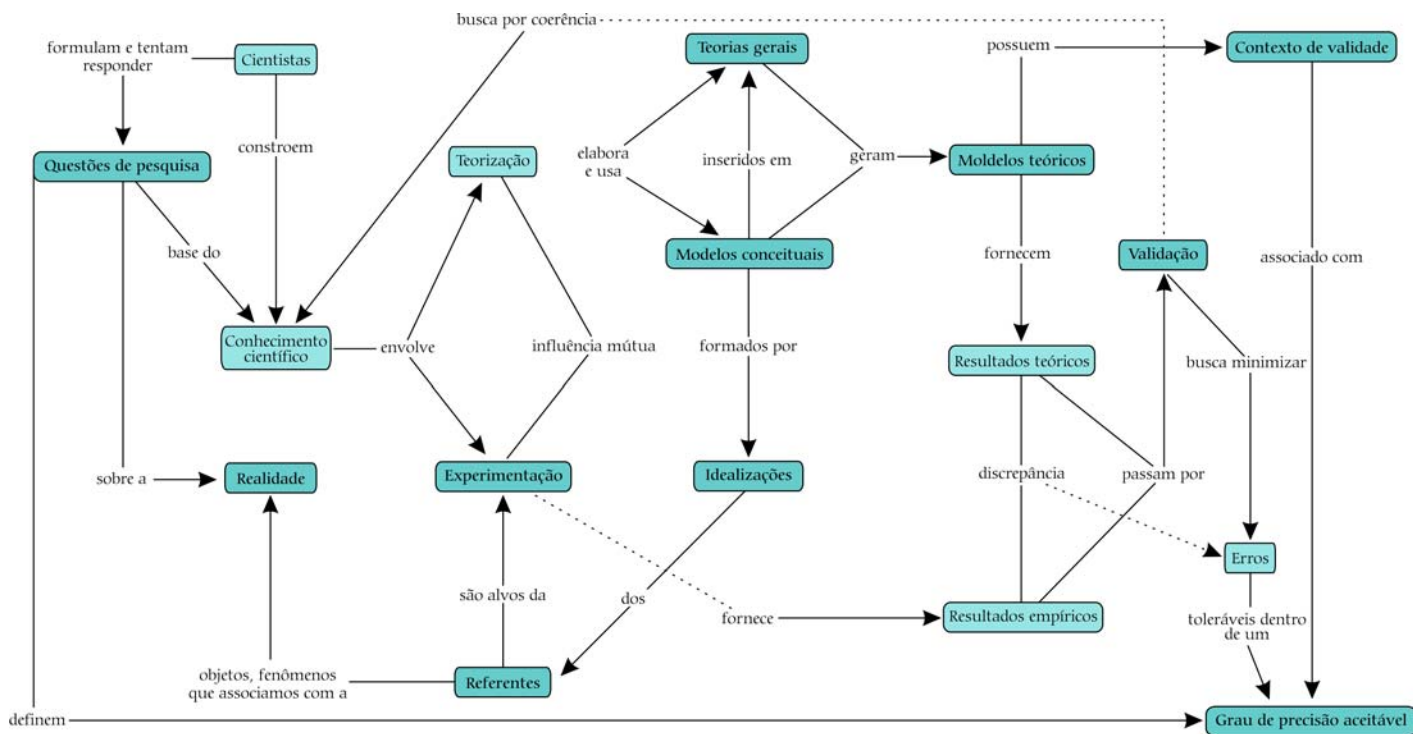 busca por coerência
formulam e tentam
responder
Cientistas
Teorias gerais
possuem
Contexto de validade
constroem
Questões de pesquisa
Teorização
elabora
e usa
inseridos em
geram
Moldelos teóricos
base do
Modelos conceituais
fornecem
Validação
associado com
Conhecimento
científico
envolve
influência mútua
formados por
Resultados teóricos
busca minimizar
sobre a
Realidade
Experimentação
Idealizações
discrepância
passam por
Erros
são alvos da
dos
fornece
Resultados empíricos
toleráveis dentro
de um
objetos, fenômenos
que associamos com a
Referentes
definem
Grau de precisão aceitável